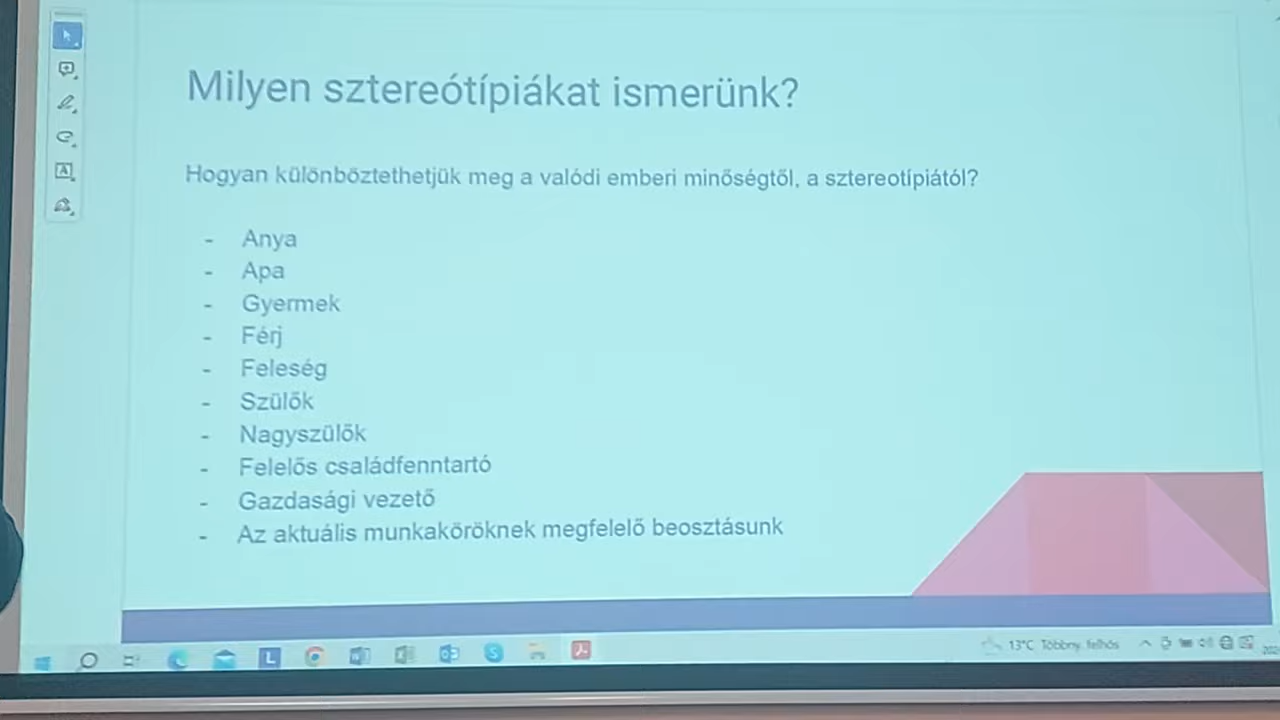 Milyen sztereótípiákat ismerünk?
Hogyan különböztethetjük meg a valódi emberi minőségtől, a sztereotípiától?
- Anya
- Apa
- Gyermek
- Férj
- Feleség
- Szülők
- Nagyszülők
- Felelős családfenntartó
- Gazdasági vezető
- Az aktuális munkaköröknek megfelelő beosztásunk
13°C Többny. felhős